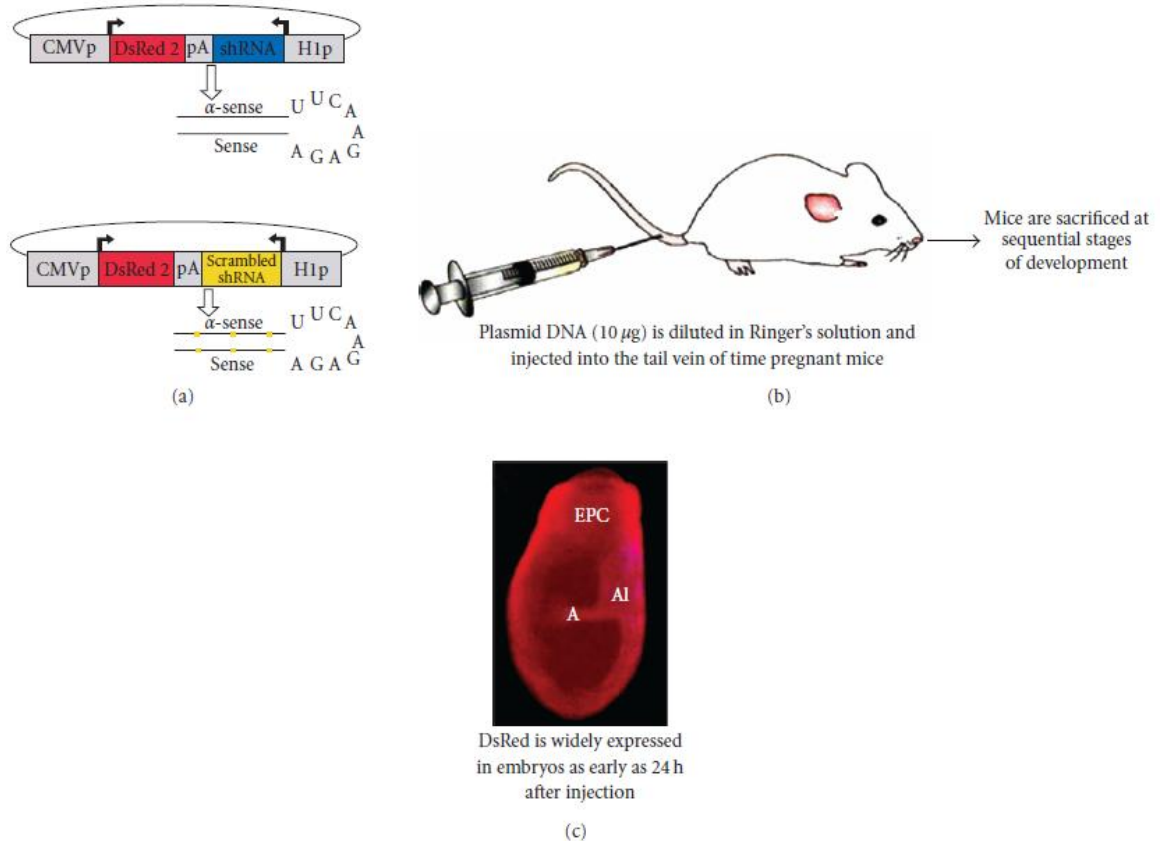 CMVp DsRed 2 pA shRNA H1p
α-sense
Sense
U U C A A G A G A
CMVp DsRed 2 pA Scrambled shRNA H1p
α-sense
Sense
U U C A A G A G A
(a)
Plasmid DNA (10 μg) is diluted in Ringer's solution and
injected into the tail vein of time pregnant mice
Mice are sacrificed at
sequential stages
of development
(b)
EPC
Al
A
DsRed is widely expressed
in embryos as early as 24 h
after injection
(c)